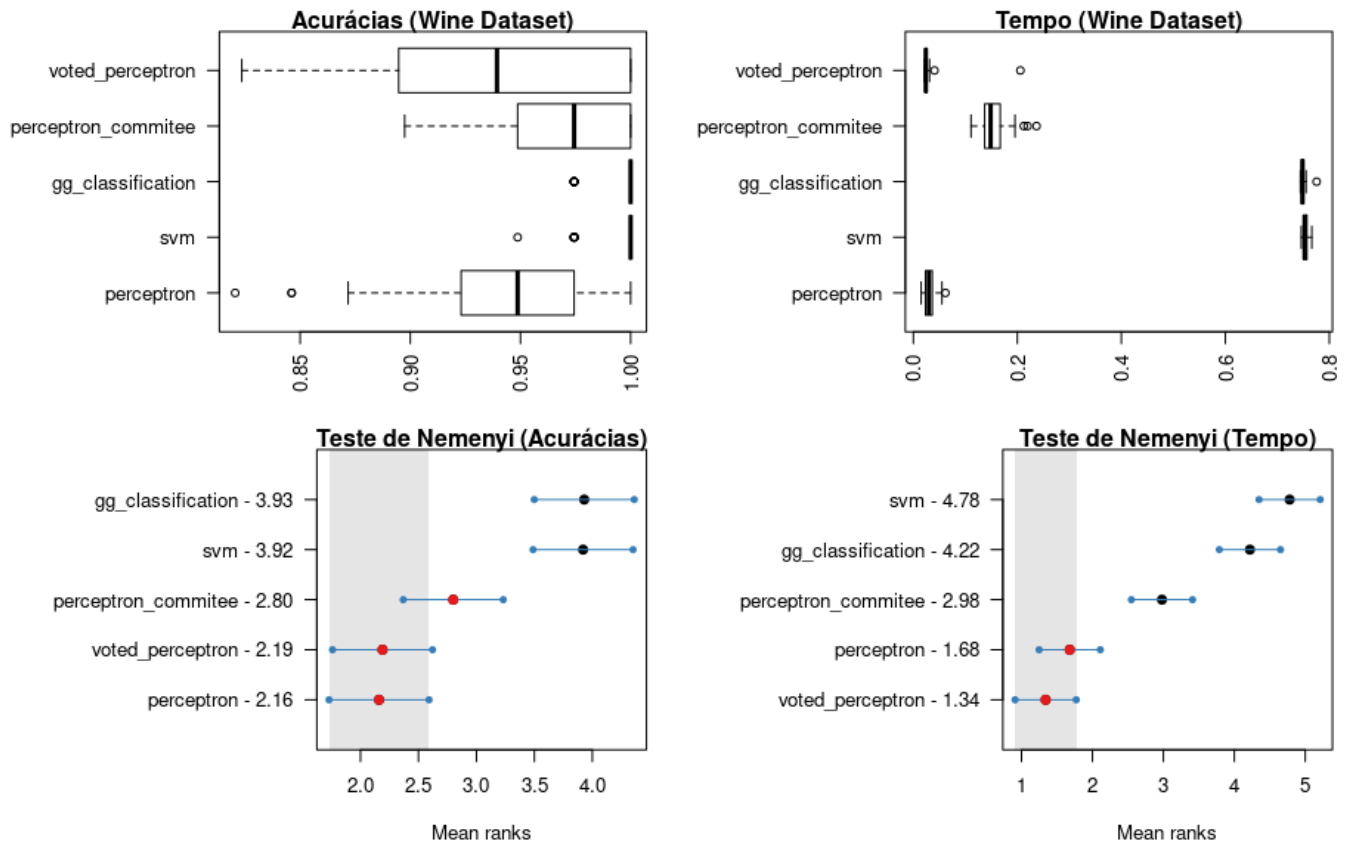 Acurácias (Wine Dataset)
voted_perceptron
perceptron_commitee
gg_classification
svm
perceptron
0.85
0.90
0.95
1.00
Tempo (Wine Dataset)
voted_perceptron
perceptron_commitee
gg_classification
svm
perceptron
0.0
0.2
0.4
0.6
0.8
Teste de Nemenyi (Acurácias)
gg_classification - 3.93
svm - 3.92
perceptron_commitee - 2.80
voted_perceptron - 2.19
perceptron - 2.16
2.0
2.5
3.0
3.5
4.0
Mean ranks
Teste de Nemenyi (Tempo)
svm - 4.78
gg_classification - 4.22
perceptron_commitee - 2.98
perceptron - 1.68
voted_perceptron - 1.34
1
2
3
4
5
Mean ranks